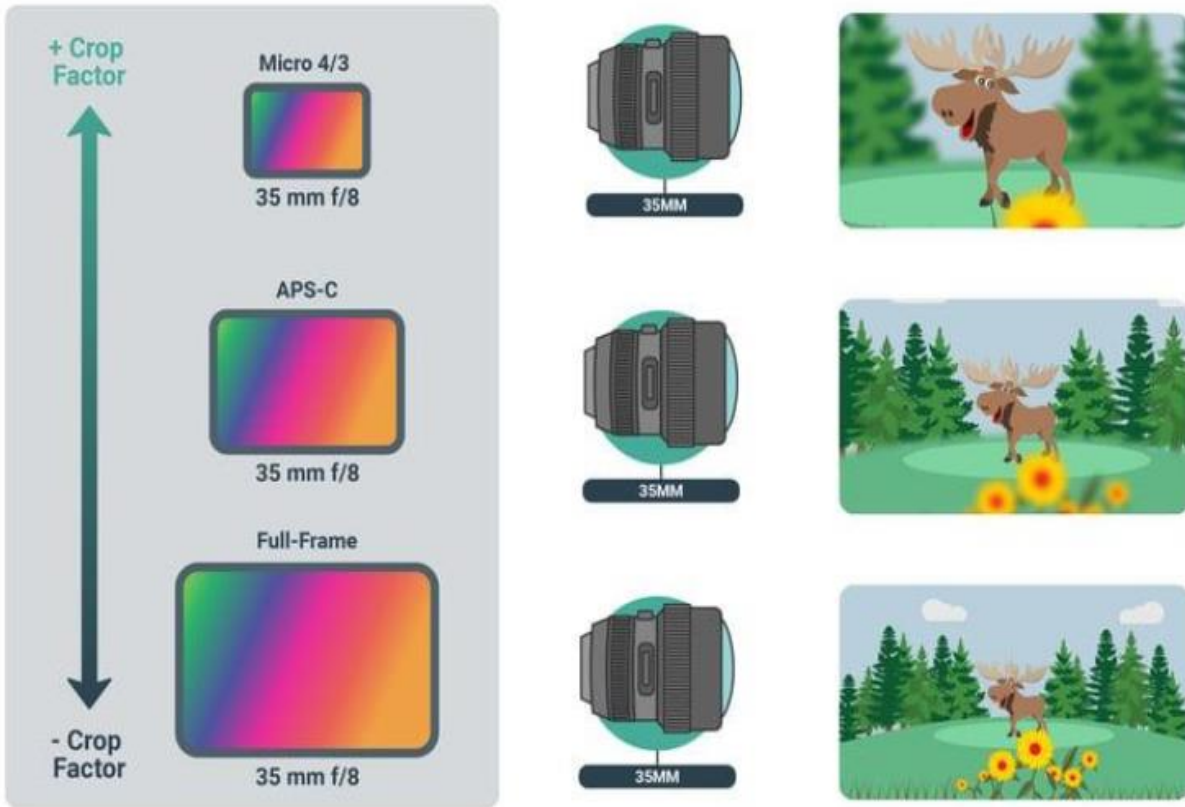 + Crop
Factor
Micro 4/3
35 mm f/8
35MM
APS-C
35 mm f/8
35MM
Full-Frame
35 mm f/8
35MM
- Crop
Factor